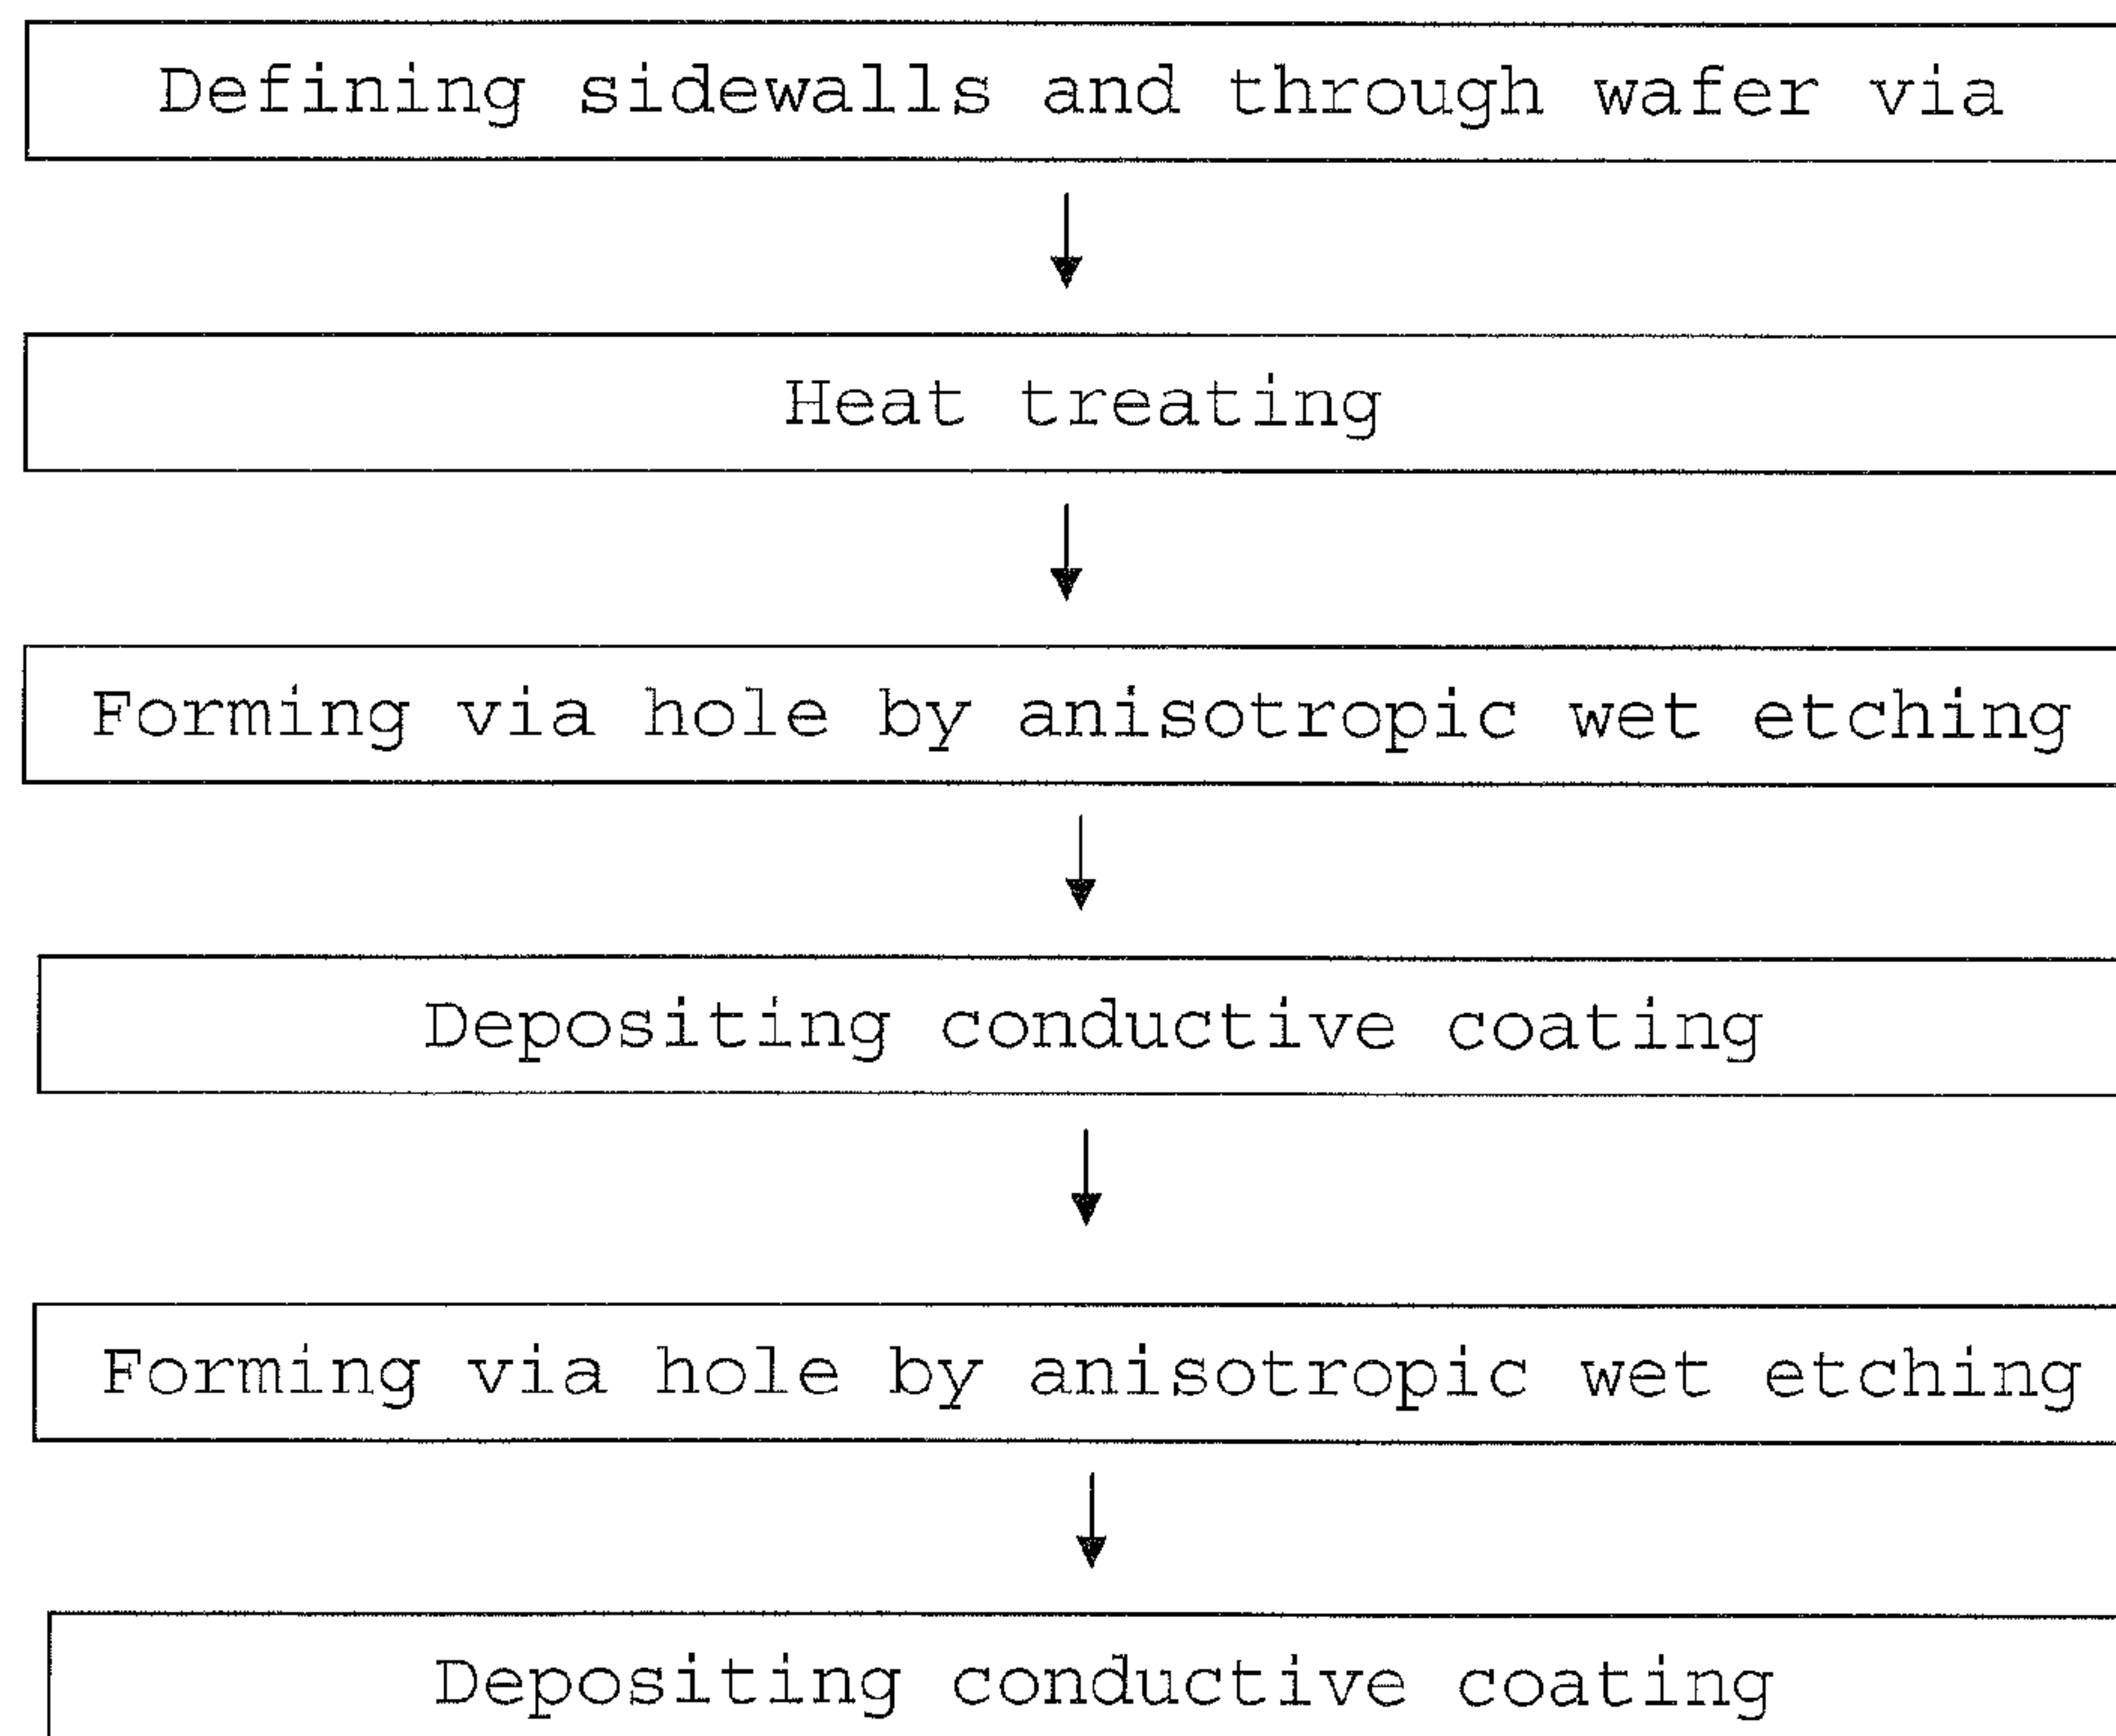 Defining sidewalls and through wafer via
Heat treating
Forming via hole by anisotropic wet etching
Depositing conductive coating
Forming via hole by anisotropic wet etching
Depositing conductive coating